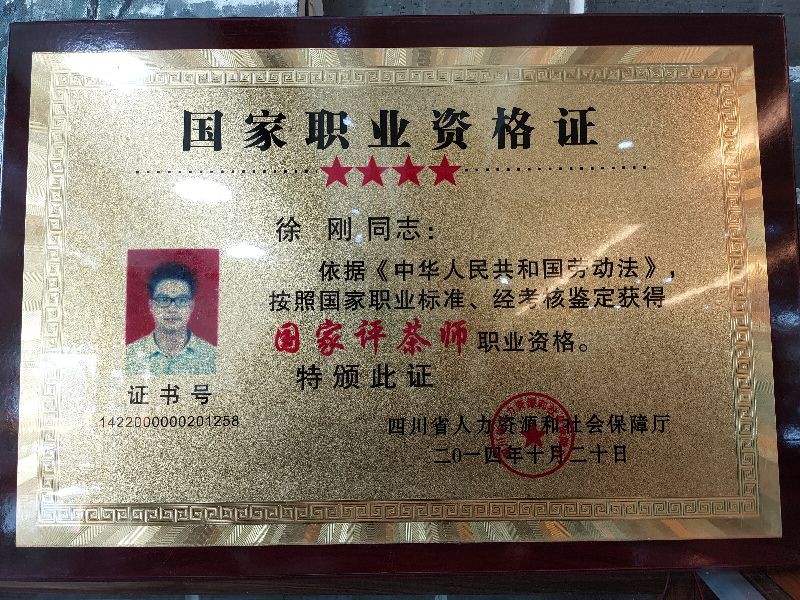 国家职业资格证
徐 刚 同志：
依据《中华人民共和国劳动法》，
按照国家职业标准、经考核鉴定获得
国家评茶师 职业资格。
特颁此证
证书号
1422000000201258
四川省人力资源和社会保障厅
二0一四年十月二十日